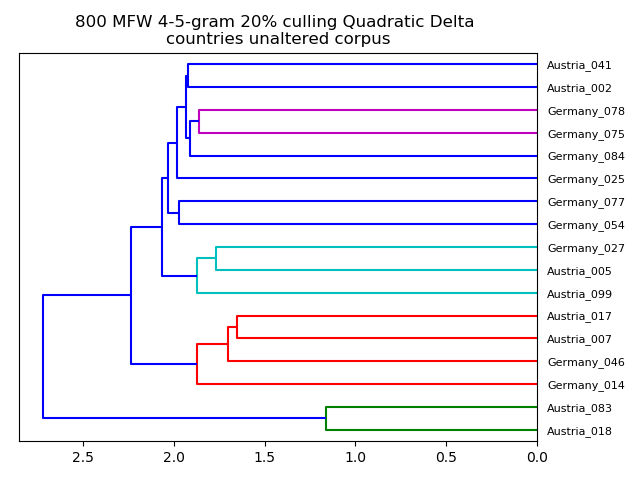 800 MFW 4-5-gram 20% culling Quadratic Delta
countries unaltered corpus
Austria_041
Austria_002
Germany_078
Germany_075
Germany_084
Germany_025
Germany_077
Germany_054
Germany_027
Austria_005
Austria_099
Austria_017
Austria_007
Germany_046
Germany_014
Austria_083
Austria_018
2.5 2.0 1.5 1.0 0.5 0.0